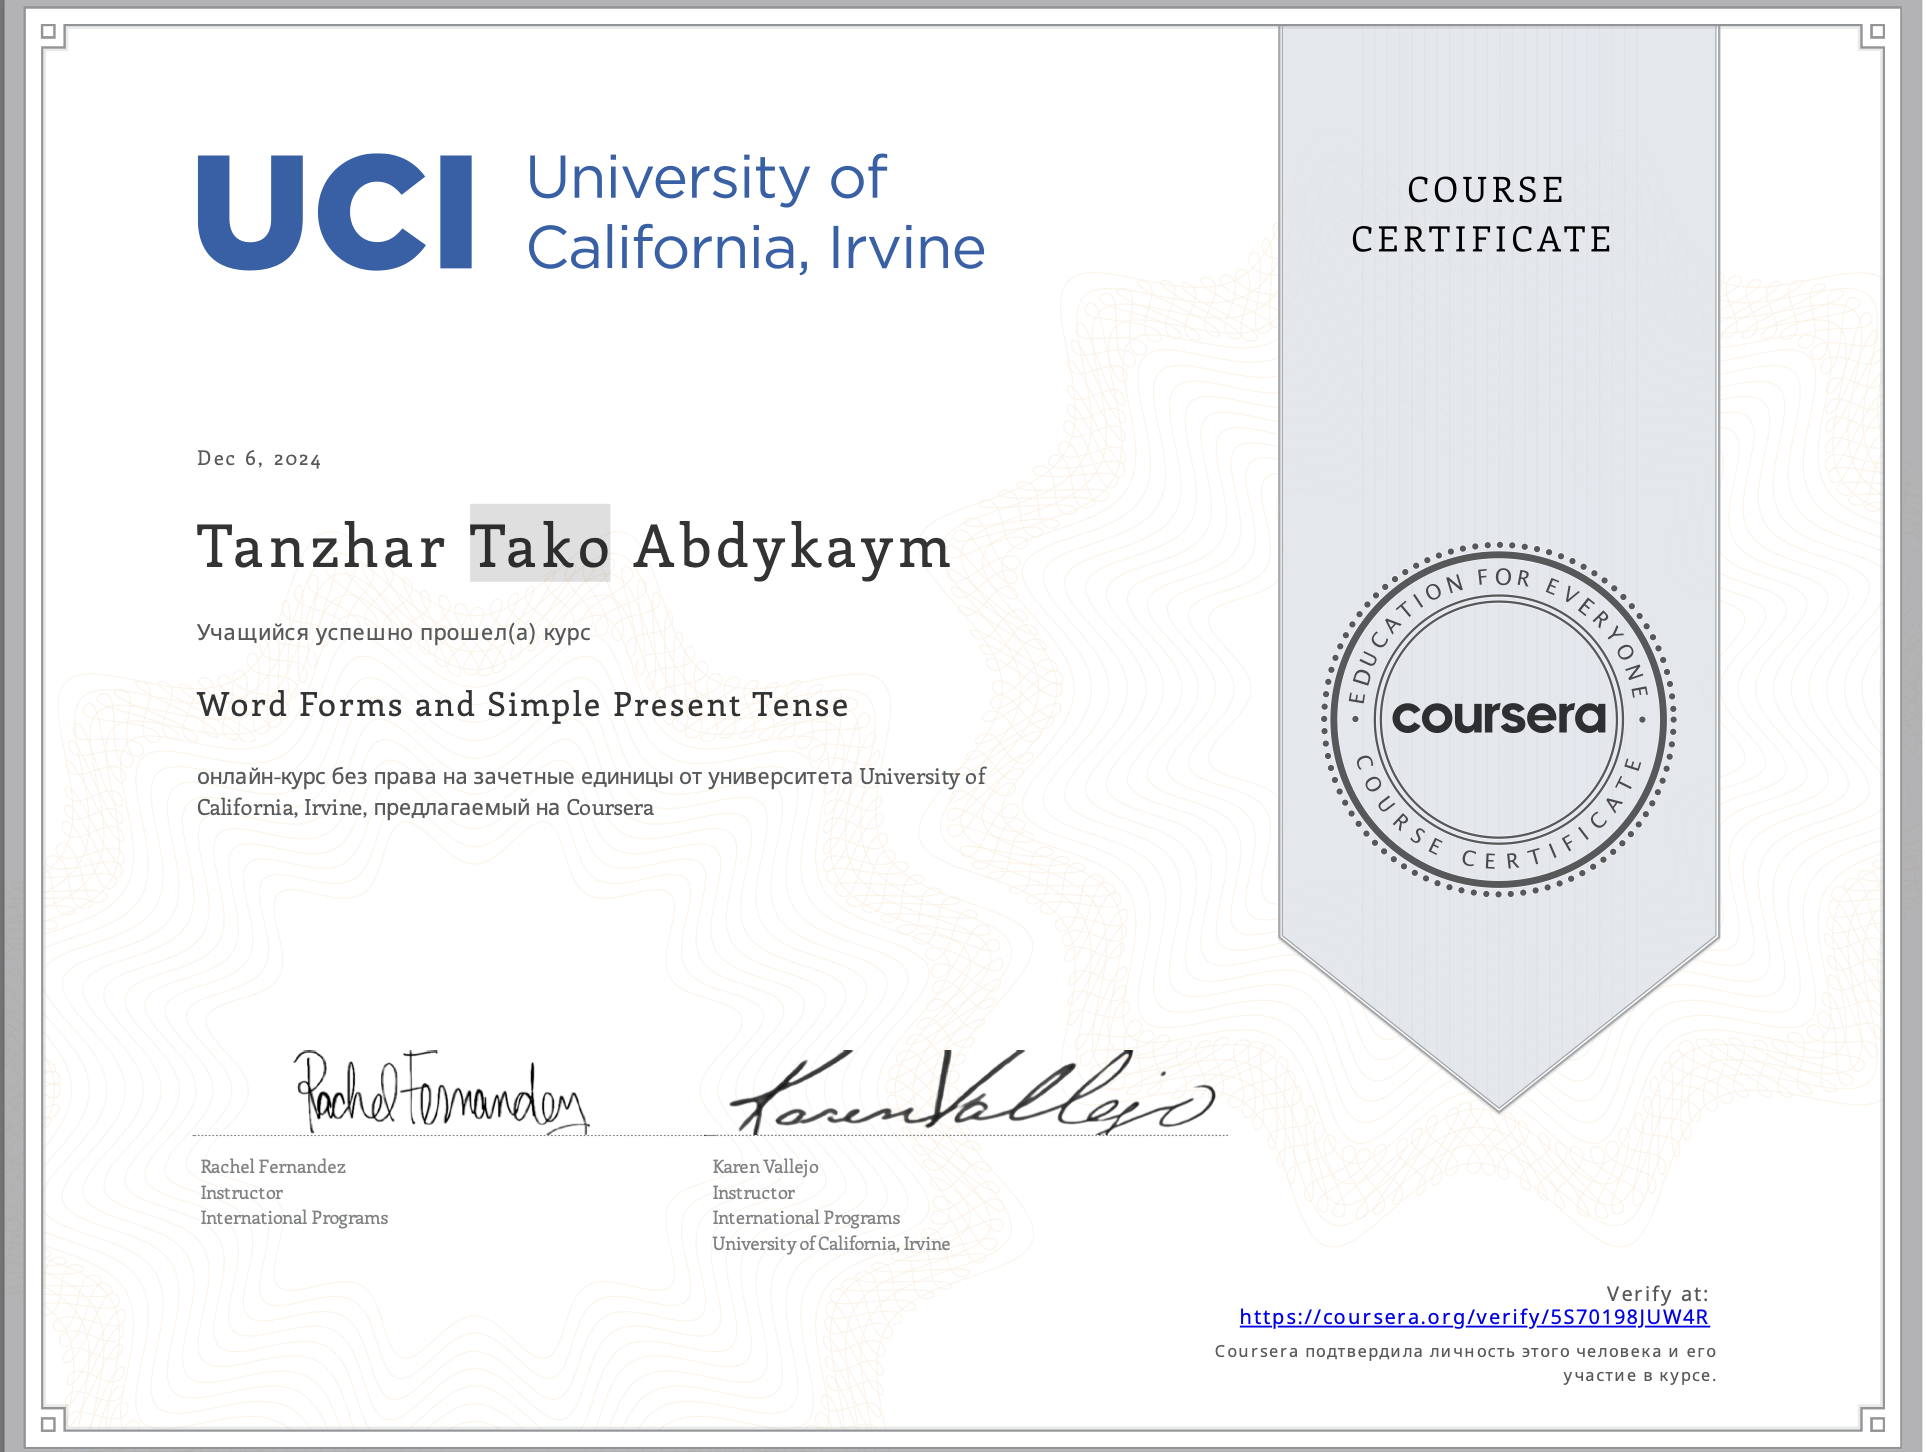 UCI
University of
California, Irvine
COURSE
CERTIFICATE
Dec 6, 2024
Tanzhar Tako Abdykaym
Учащийся успешно прошел(а) курс
Word Forms and Simple Present Tense
онлайн-курс без права на зачетные единицы от университета University of
California, Irvine, предлагаемый на Coursera
EDUCATION FOR EVERYONE
coursera
COURSE CERTIFICATE
Rachel Fernandez
Karen Vallejo
Rachel Fernandez
Instructor
International Programs
Karen Vallejo
Instructor
International Programs
University of California, Irvine
Verify at:
https://coursera.org/verify/5S70198JUW4R
Coursera подтвердила личность этого человека и его
участие в курсе.